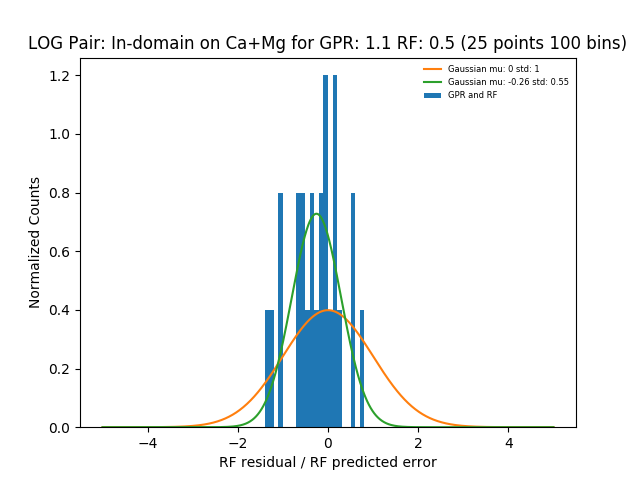 LOG Pair: In-domain on Ca+Mg for GPR: 1.1 RF: 0.5 (25 points 100 bins)
Gaussian mu: 0 std: 1
Gaussian mu: -0.26 std: 0.55
GPR and RF
Normalized Counts
1.2
1.0
0.8
0.6
0.4
0.2
0.0
−4 −2 0 2 4
RF residual / RF predicted error